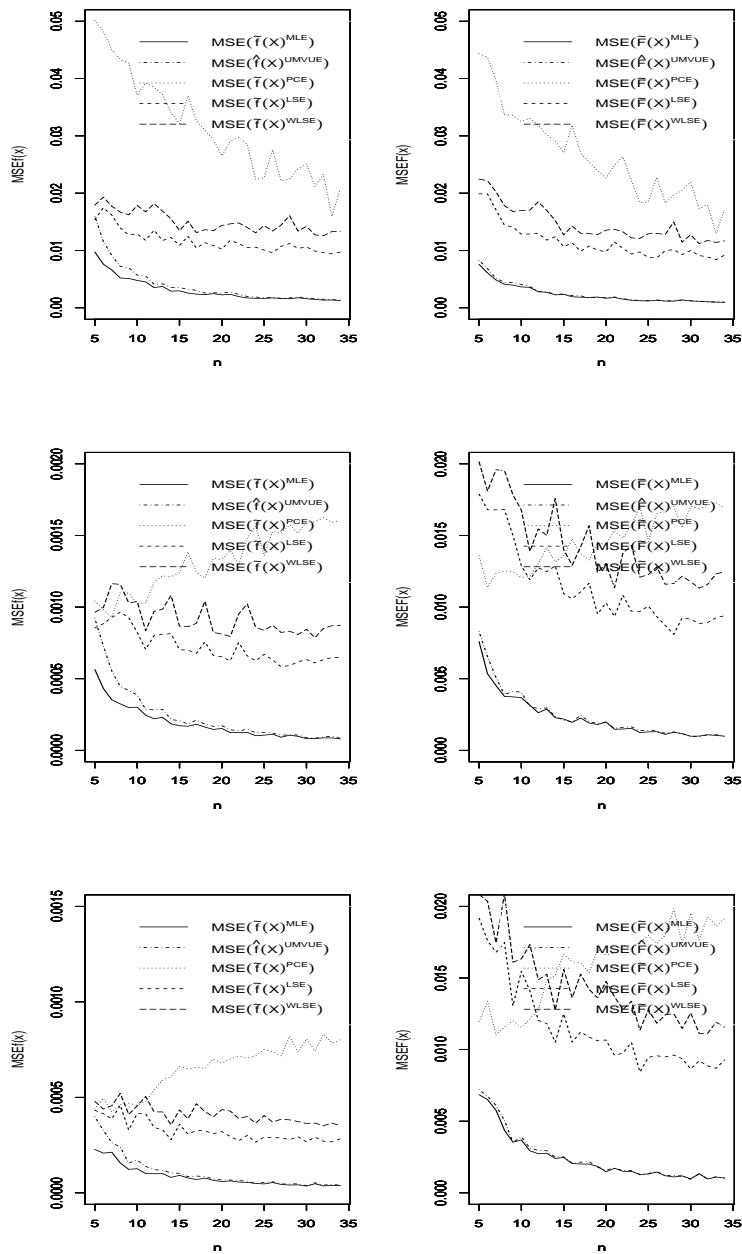 MSE(f̃(x)^MLE)
MSE(f̂(x)^UMVUE)
MSE(f̃(x)^PCE)
MSE(f̃(x)^LSE)
MSE(f̃(x)^WLSE)
MSEf(x)
0.00 0.01 0.02 0.03 0.04 0.05
5 10 15 20 25 30 35
n
MSE(F̃(x)^MLE)
MSE(F̂(x)^UMVUE)
MSE(F̃(x)^PCE)
MSE(F̃(x)^LSE)
MSE(F̃(x)^WLSE)
MSEF(x)
0.00 0.01 0.02 0.03 0.04 0.05
5 10 15 20 25 30 35
n
MSE(f̃(x)^MLE)
MSE(f̂(x)^UMVUE)
MSE(f̃(x)^PCE)
MSE(f̃(x)^LSE)
MSE(f̃(x)^WLSE)
MSEf(x)
0.0000 0.0005 0.0010 0.0015 0.0020
5 10 15 20 25 30 35
n
MSE(F̃(x)^MLE)
MSE(F̂(x)^UMVUE)
MSE(F̃(x)^PCE)
MSE(F̃(x)^LSE)
MSE(F̃(x)^WLSE)
MSEF(x)
0.000 0.005 0.010 0.015 0.020
5 10 15 20 25 30 35
n
MSE(f̃(x)^MLE)
MSE(f̂(x)^UMVUE)
MSE(f̃(x)^PCE)
MSE(f̃(x)^LSE)
MSE(f̃(x)^WLSE)
MSEf(x)
0.0000 0.0005 0.0010 0.0015
5 10 15 20 25 30 35
n
MSE(F̃(x)^MLE)
MSE(F̂(x)^UMVUE)
MSE(F̃(x)^PCE)
MSE(F̃(x)^LSE)
MSE(F̃(x)^WLSE)
MSEF(x)
0.000 0.005 0.010 0.015 0.020
5 10 15 20 25 30 35
n